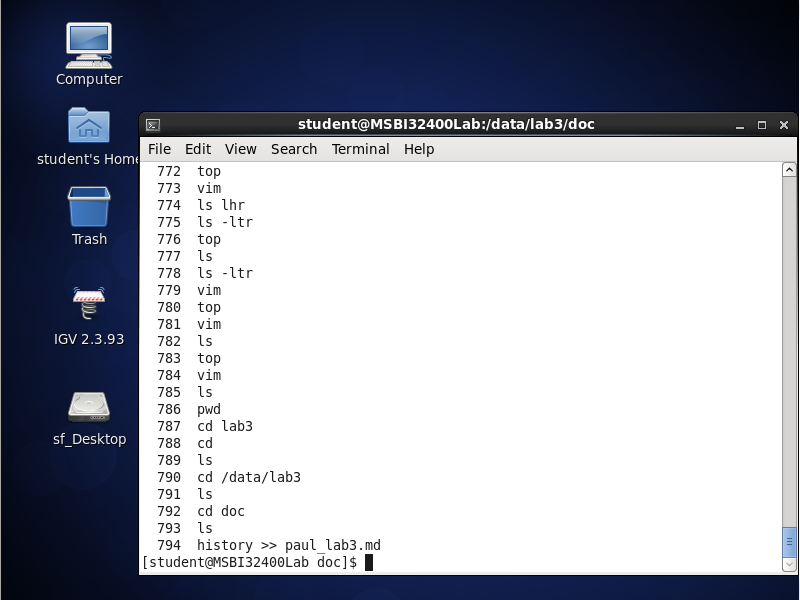 Computer
student's Home
Trash
IGV 2.3.93
sf_Desktop
student@MSBI32400Lab:/data/lab3/doc
File Edit View Search Terminal Help
772 top
773 vim
774 ls lhr
775 ls -ltr
776 top
777 ls
778 ls -ltr
779 vim
780 top
781 vim
782 ls
783 top
784 vim
785 ls
786 pwd
787 cd lab3
788 cd
789 ls
790 cd /data/lab3
791 ls
792 cd doc
793 ls
794 history >> paul_lab3.md
[student@MSBI32400Lab doc]$